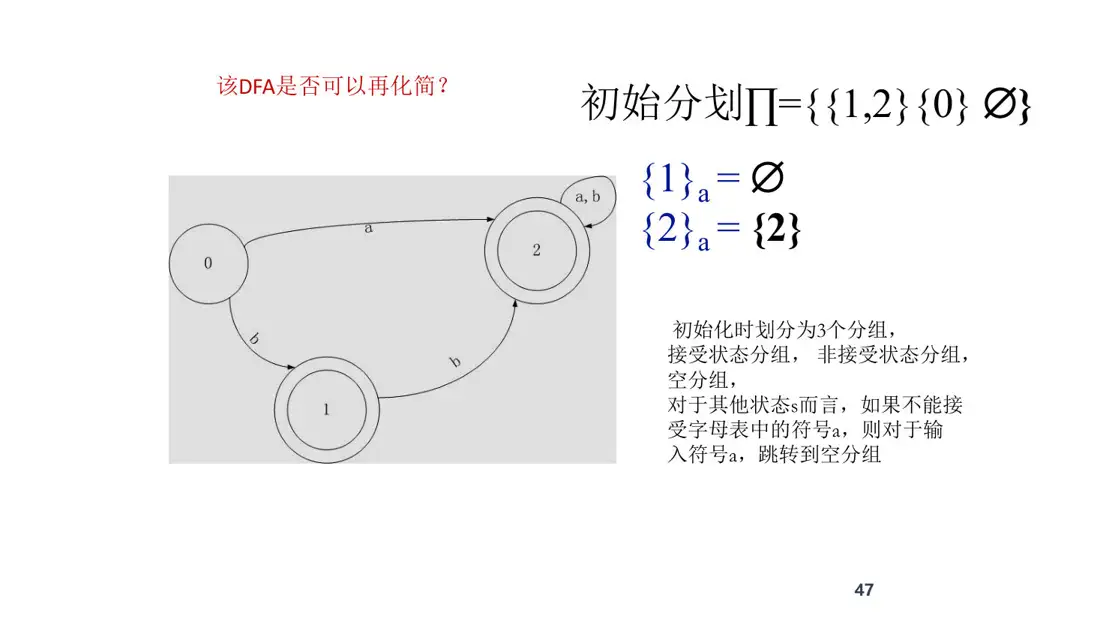 该DFA是否可以再化简？
初始分划∏={{1,2}{0} ∅}
{1}a = ∅
{2}a = {2}
a,b
a
2
0
b
b
1
初始化时划分为3个分组，
接受状态分组， 非接受状态分组，
空分组，
对于其他状态s而言，如果不能接
受字母表中的符号a，则对于输
入符号a，跳转到空分组
47